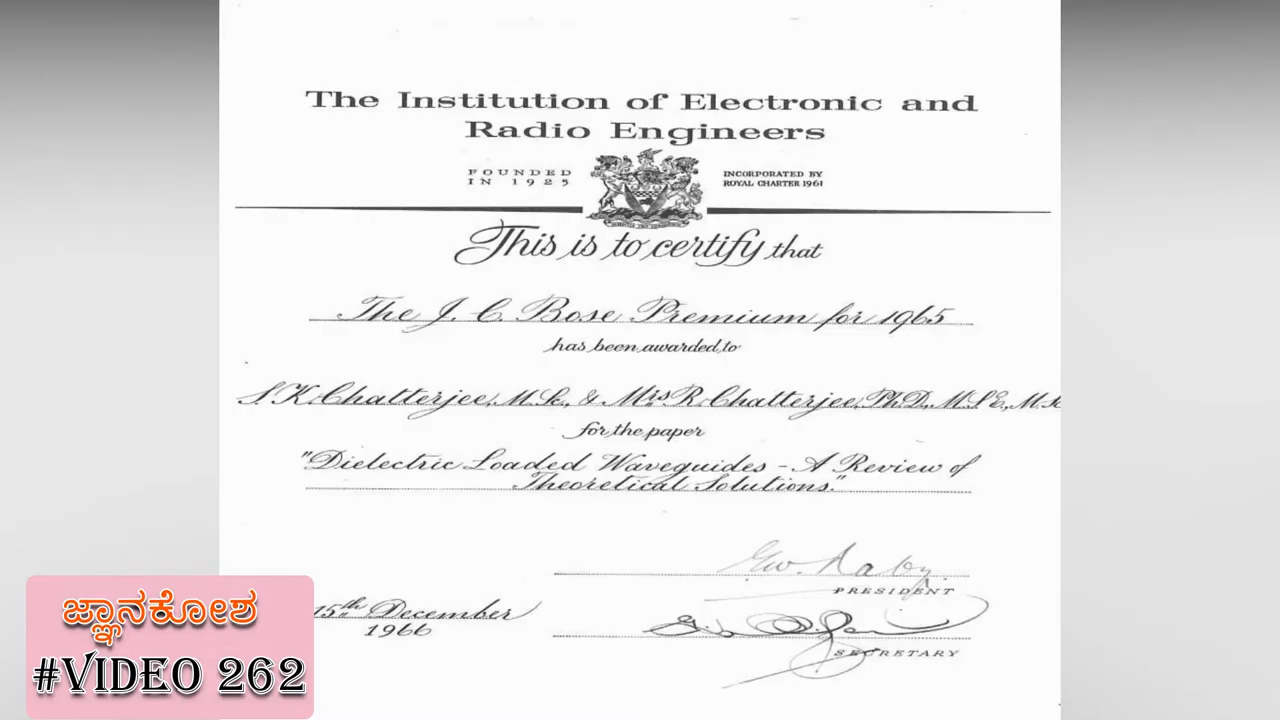 The Institution of Electronic and
Radio Engineers
FOUNDED
IN 1925
INCORPORATED BY
ROYAL CHARTER 1961
This is to certify that
The J. C. Bose Premium for 1965
has been awarded to
S.K. Chatterjee, M.Sc., & Mrs R. Chatterjee, Ph.D., M.S.E., M.Sc
for the paper
"Dielectric Loaded Waveguides - A Review of
Theoretical Solutions."
PRESIDENT
15th December
1966
SECRETARY
ಜ್ಞಾನಕೋಶ
#VIDEO 262